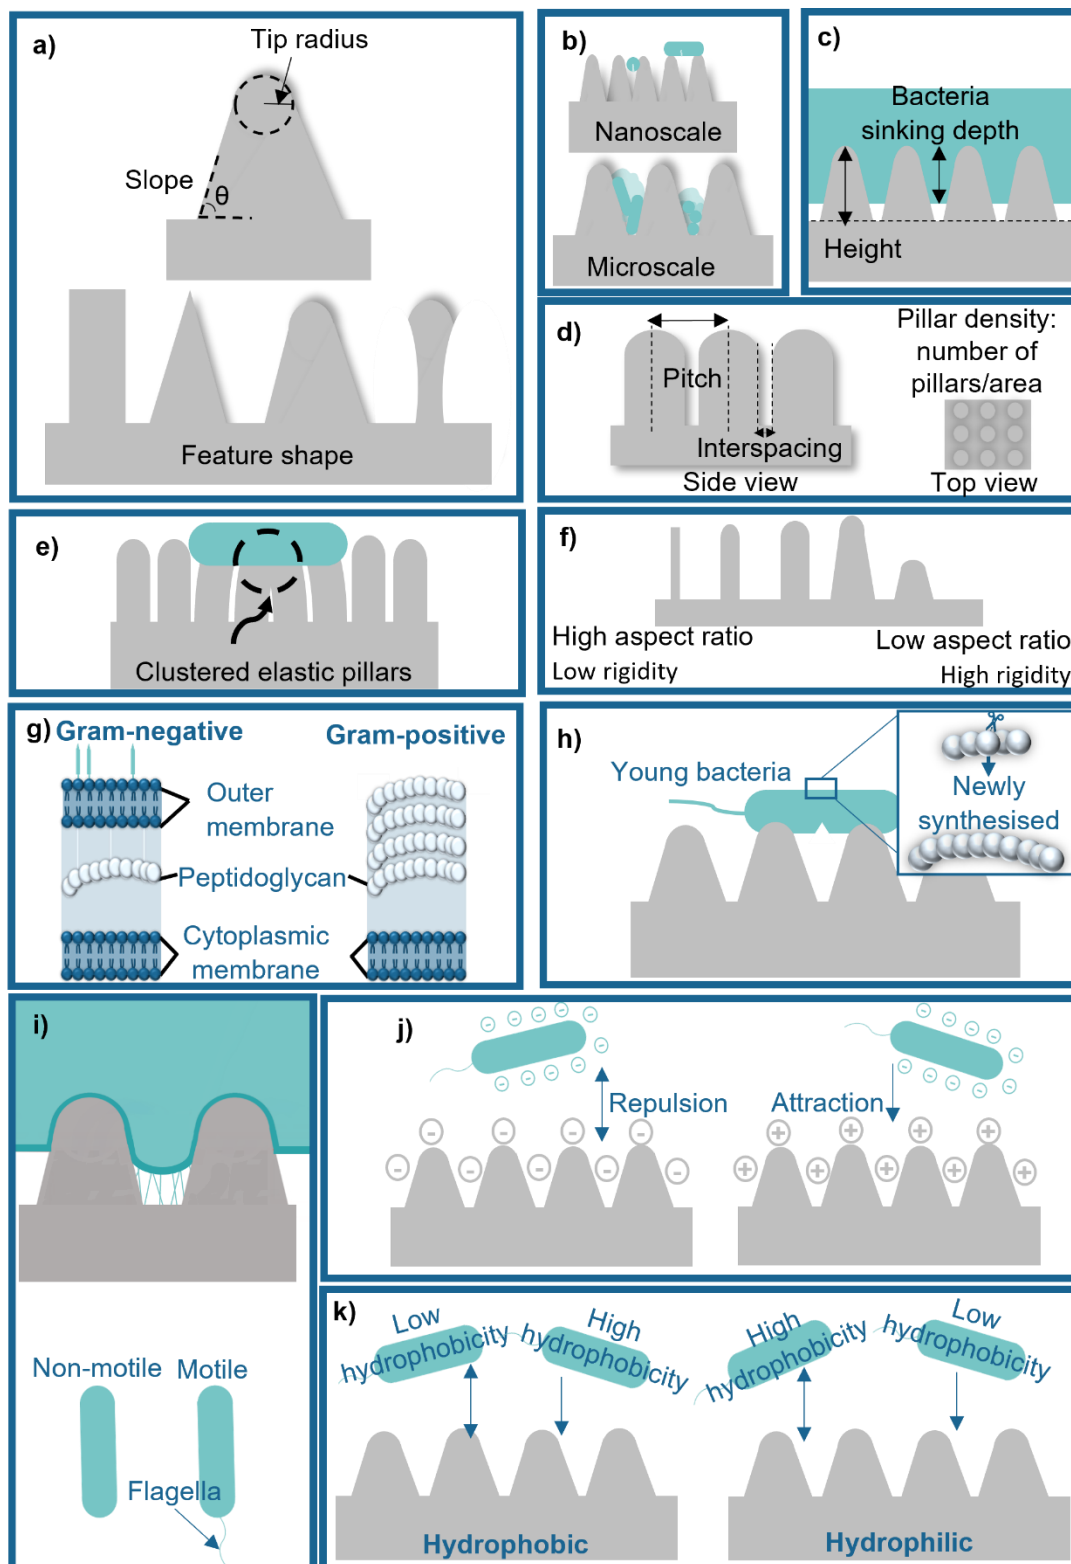 a)
Tip radius
Slope
θ
Feature shape
b)
Nanoscale
Microscale
c)
Bacteria
sinking depth
Height
d)
Pitch
Interspacing
Side view
Pillar density:
number of
pillars/area
Top view
e)
Clustered elastic pillars
f)
High aspect ratio
Low rigidity
Low aspect ratio
High rigidity
g)
Gram-negative
Gram-positive
Outer
membrane
Peptidoglycan
Cytoplasmic
membrane
h)
Young bacteria
Newly
synthesised
i)
Non-motile
Motile
Flagella
j)
- - - - - - - - - -
Repulsion
- - - -
- - - - -
- - - - - - - - - -
Attraction
+ + + +
+ + + + +
k)
Low
hydrophobicity
High
hydrophobicity
Hydrophobic
High
hydrophobicity
Low
hydrophobicity
Hydrophilic